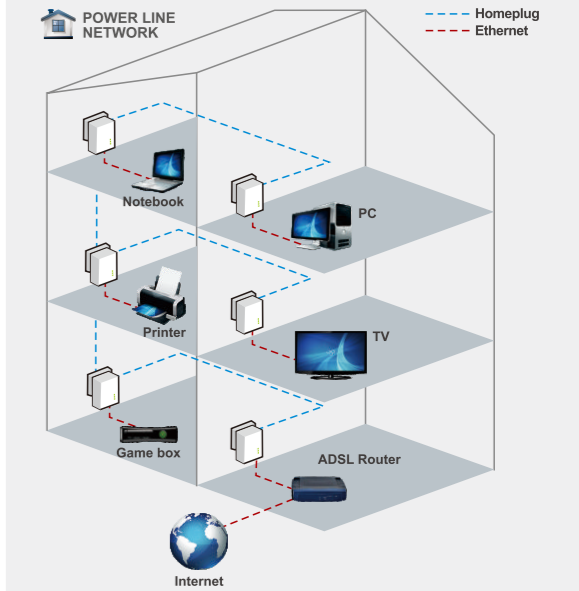 POWER LINE
NETWORK
Homeplug
Ethernet
Notebook
PC
Printer
TV
Game box
ADSL Router
Internet